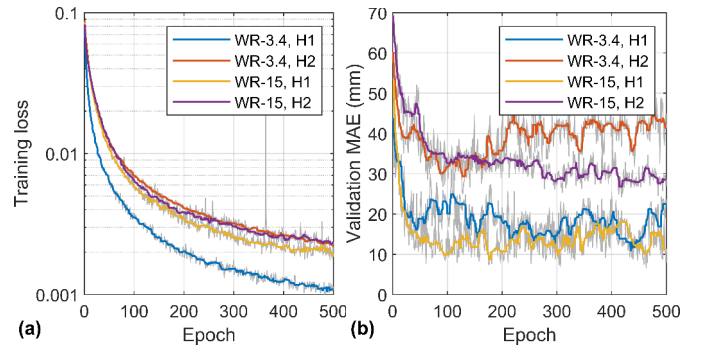 0.1
0.01
0.001
Training loss
0 100 200 300 400 500
Epoch
(a)
WR-3.4, H1
WR-3.4, H2
WR-15, H1
WR-15, H2
70
60
50
40
30
20
10
0
Validation MAE (mm)
0 100 200 300 400 500
Epoch
(b)
WR-3.4, H1
WR-3.4, H2
WR-15, H1
WR-15, H2